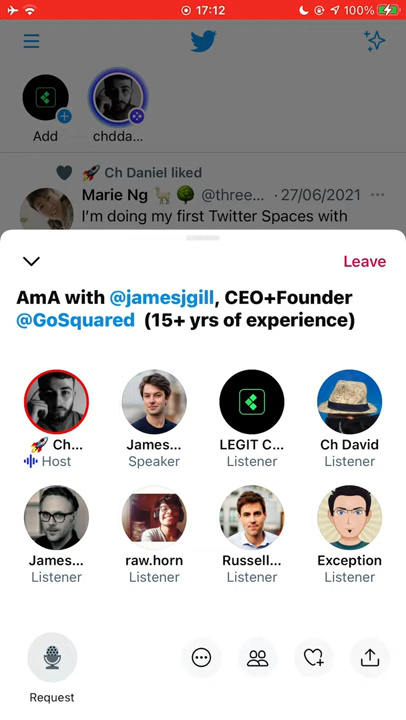 17:12
100%
Add
chdda...
🚀 Ch Daniel liked
Marie Ng 🦙 🌳 @three... · 27/06/2021
I'm doing my first Twitter Spaces with
Leave
AmA with @jamesjgill, CEO+Founder
@GoSquared (15+ yrs of experience)
🚀 Ch... James... LEGIT C... Ch David
Host Speaker Listener Listener
James... raw.horn Russell... Exception
Listener Listener Listener Listener
Request